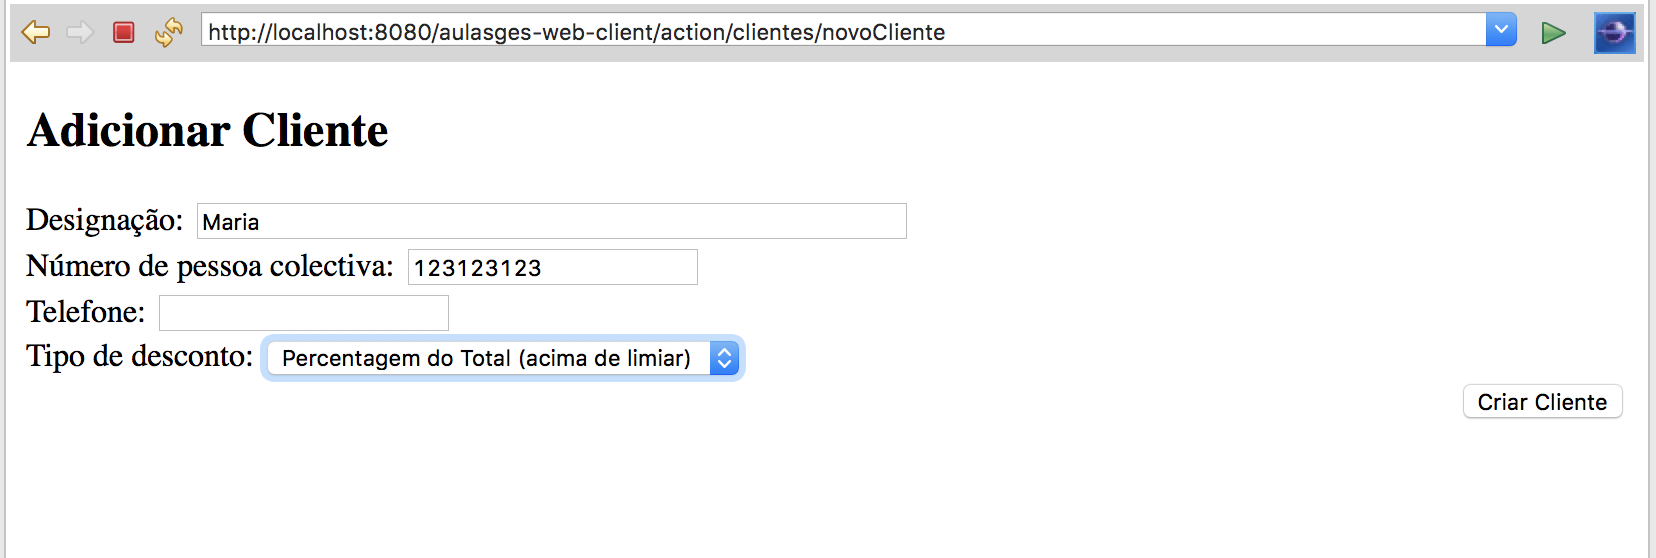 http://localhost:8080/aulasges-web-client/action/clientes/novoCliente
Adicionar Cliente
Designação: Maria
Número de pessoa colectiva: 123123123
Telefone:
Tipo de desconto: Percentagem do Total (acima de limiar)
Criar Cliente